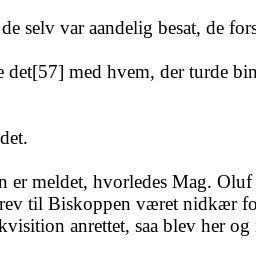 de selv var aandelig besat, de fors
e det[57] med hvem, der turde bin
det.
n er meldet, hvorledes Mag. Oluf
rev til Biskoppen været nidkær fo
kvisition anrettet, saa blev her og